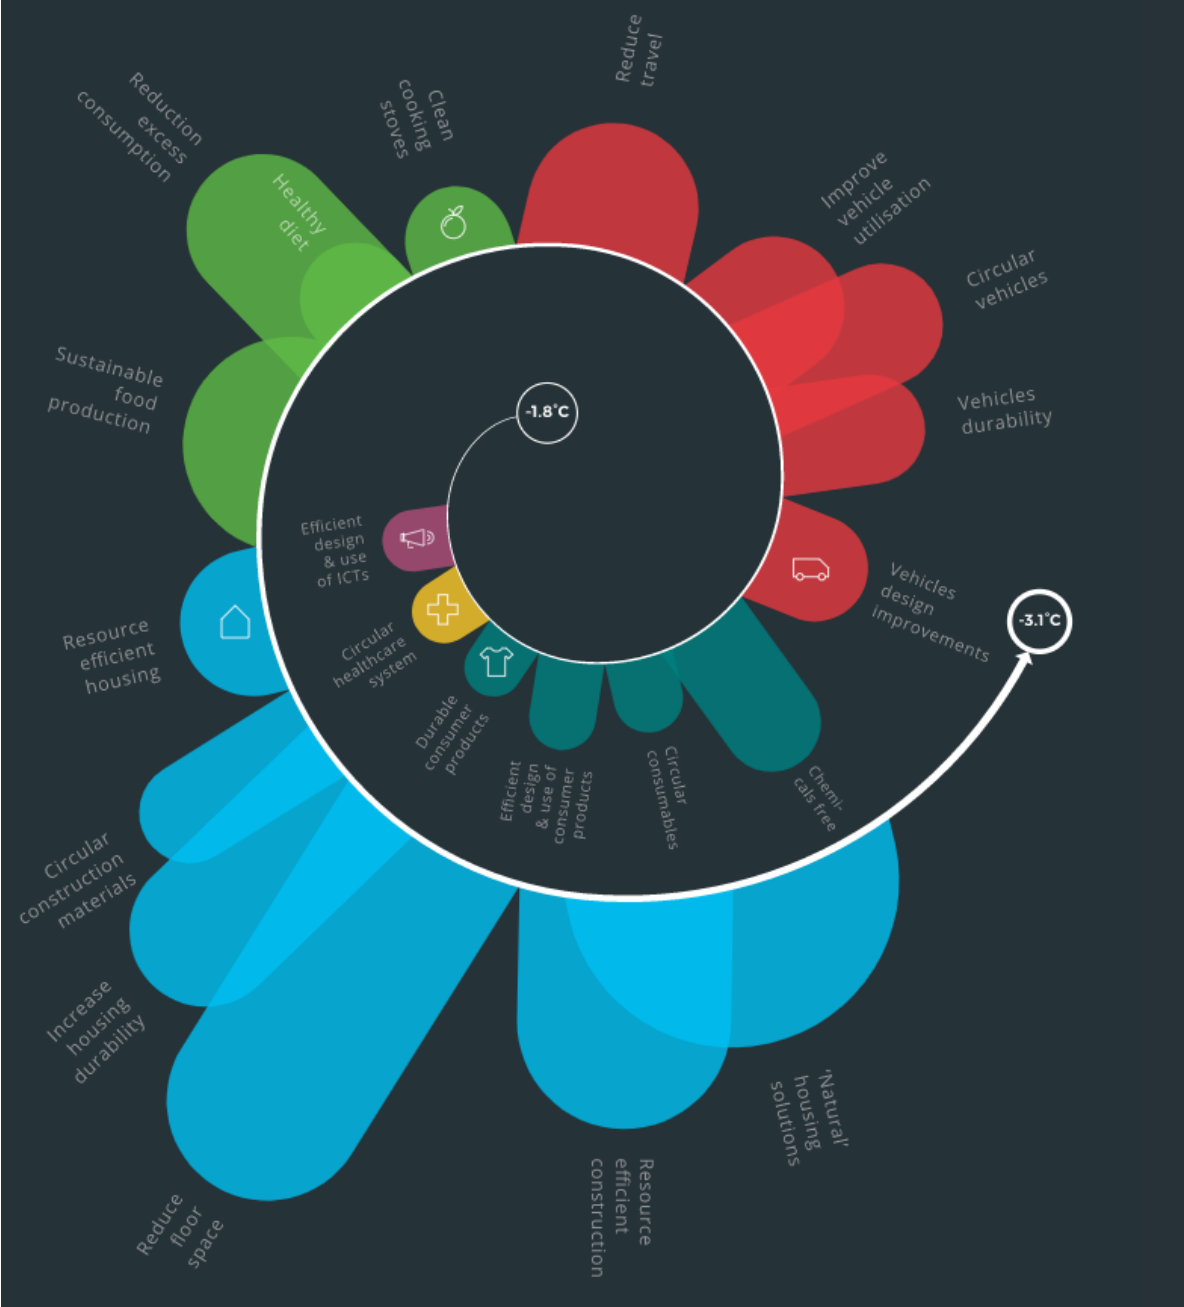 Reduce
travel
Clean
cooking
stoves
Reduction
excess
consumption
Healthy
diet
Improve
vehicle
utilisation
Circular
vehicles
Sustainable
food
production
Vehicles
durability
-1.8°C
Efficient
design
& use
of ICTs
Vehicles
design
improvements
-3.1°C
Resource
efficient
housing
Circular
healthcare
system
Durable
consumer
products
Efficient
design
& use of
consumer
products
Circular
consumables
Chemi-
cals free
Circular
construction
materials
Increase
housing
durability
'Natural'
housing
solutions
Resource
efficient
construction
Reduce
floor
space